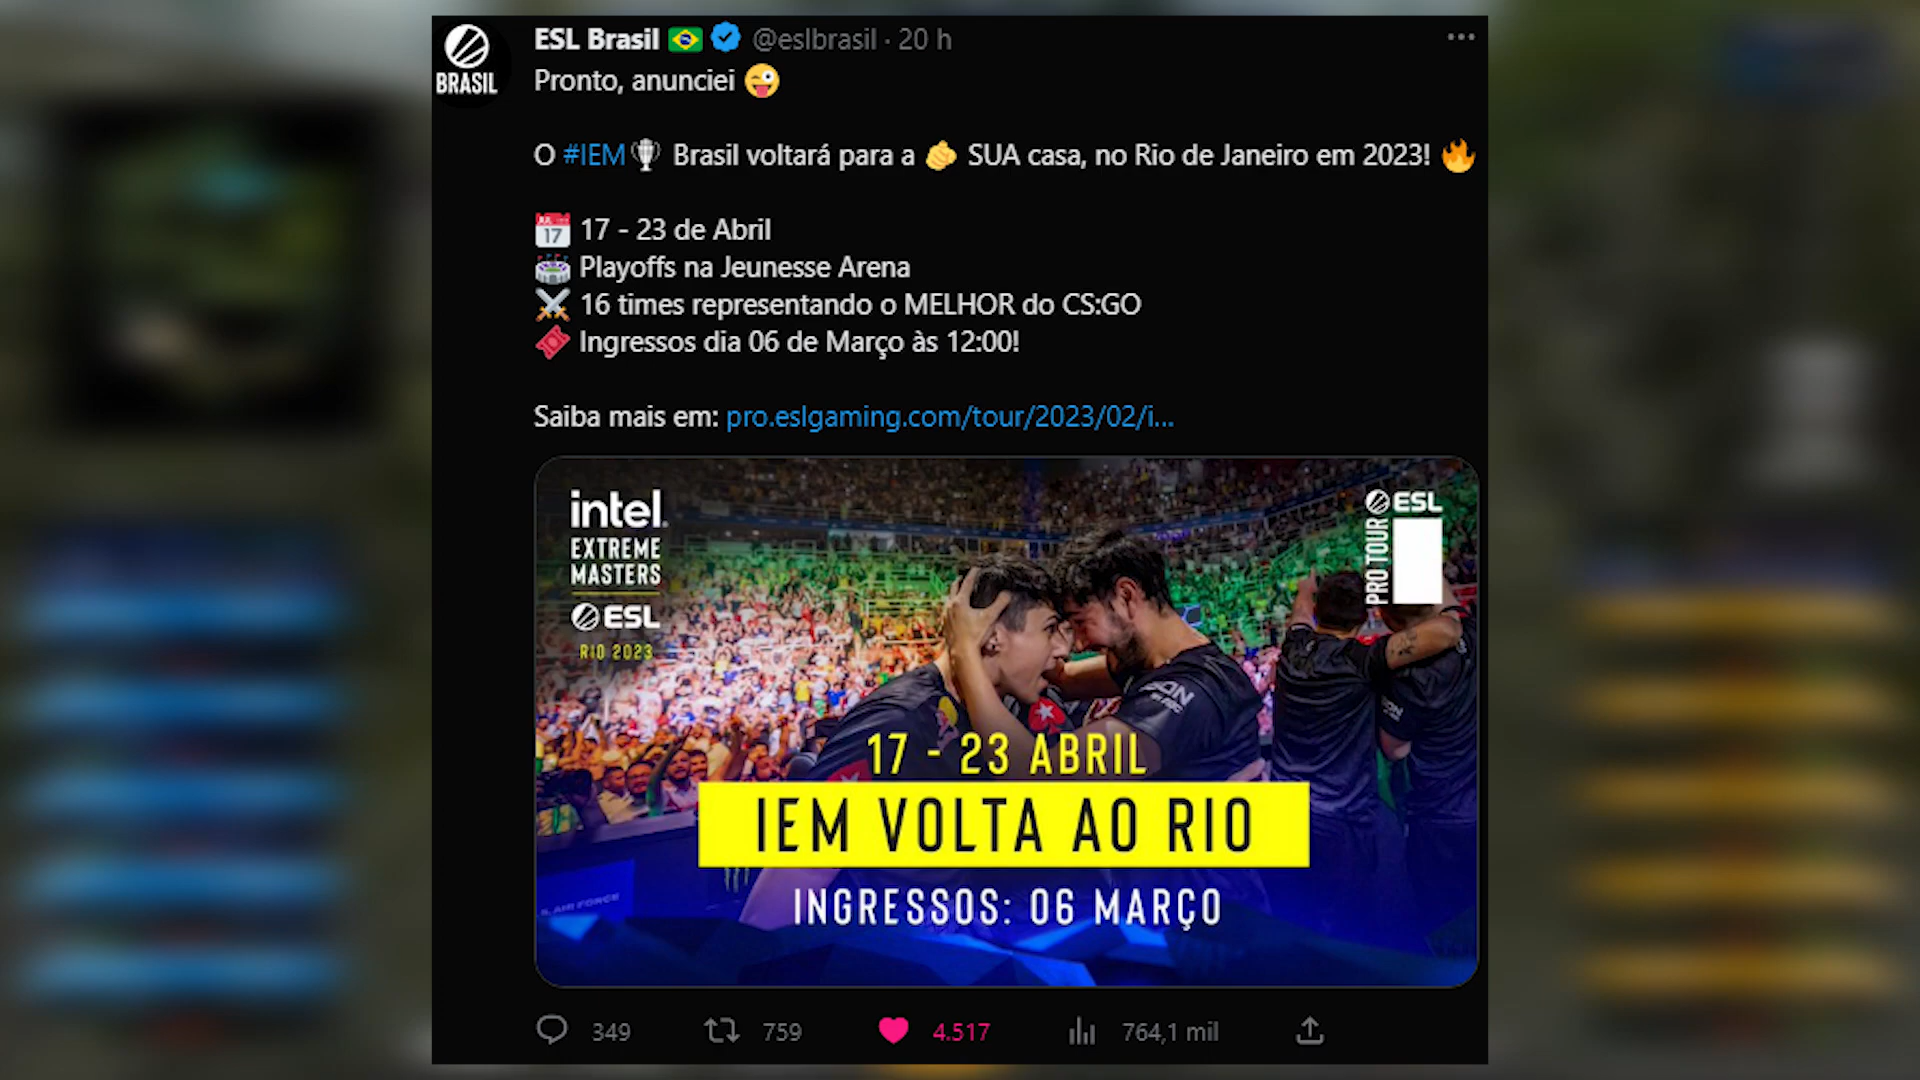 ESL Brasil @eslbrasil · 20 h
BRASIL
Pronto, anunciei
O #IEM Brasil voltará para a SUA casa, no Rio de Janeiro em 2023!
17 - 23 de Abril
Playoffs na Jeunesse Arena
16 times representando o MELHOR do CS:GO
Ingressos dia 06 de Março às 12:00!
Saiba mais em: pro.eslgaming.com/tour/2023/02/i...
intel.
EXTREME
MASTERS
ESL
RIO 2023
ESL
PRO TOUR
17 - 23 ABRIL
IEM VOLTA AO RIO
INGRESSOS: 06 MARÇO
349 759 4.517 764,1 mil